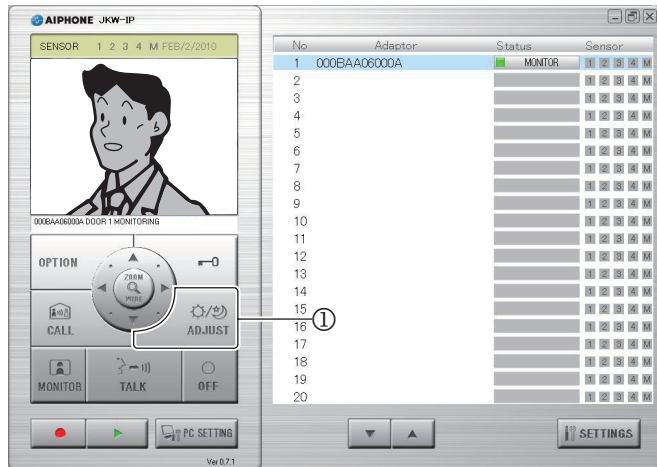 AIPHONE JKW-IP
SENSOR 1 2 3 4 M FEB/2/2010
000BAA06000A DOOR 1 MONITORING
OPTION
ZOOM
WIDE
CALL
ADJUST
MONITOR
TALK
OFF
PC SETTING
Ver 0.7.1
①
No Adaptor Status Sensor
1 000BAA06000A MONITOR 1 2 3 4 M
2 1 2 3 4 M
3 1 2 3 4 M
4 1 2 3 4 M
5 1 2 3 4 M
6 1 2 3 4 M
7 1 2 3 4 M
8 1 2 3 4 M
9 1 2 3 4 M
10 1 2 3 4 M
11 1 2 3 4 M
12 1 2 3 4 M
13 1 2 3 4 M
14 1 2 3 4 M
15 1 2 3 4 M
16 1 2 3 4 M
17 1 2 3 4 M
18 1 2 3 4 M
19 1 2 3 4 M
20 1 2 3 4 M
SETTINGS